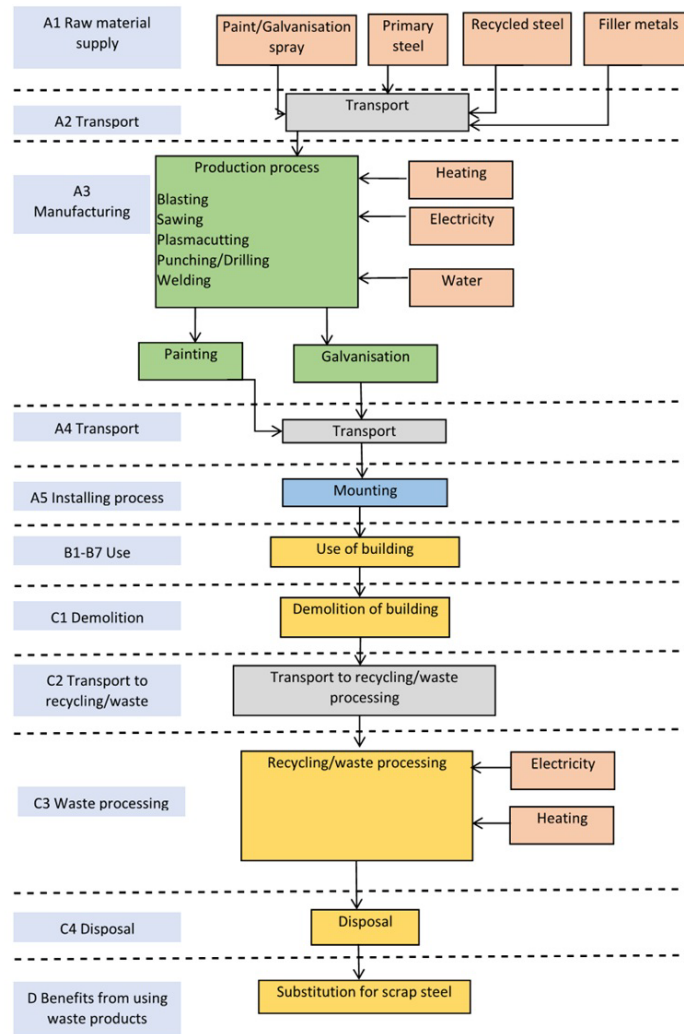 A1 Raw material
supply
Paint/Galvanisation
spray
Primary
steel
Recycled steel
Filler metals
A2 Transport
Transport
A3
Manufacturing
Production process
Blasting
Sawing
Plasmacutting
Punching/Drilling
Welding
Heating
Electricity
Water
Painting
Galvanisation
A4 Transport
Transport
A5 Installing process
Mounting
B1-B7 Use
Use of building
C1 Demolition
Demolition of building
C2 Transport to
recycling/waste
Transport to recycling/waste
processing
C3 Waste processing
Recycling/waste processing
Electricity
Heating
C4 Disposal
Disposal
D Benefits from using
waste products
Substitution for scrap steel